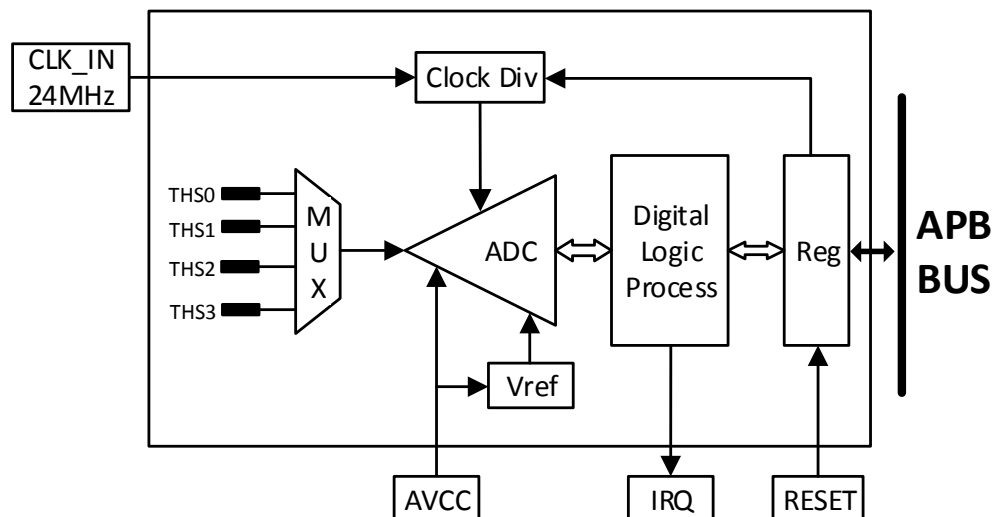 CLK_IN
24MHz
Clock Div
THS0
THS1
THS2
THS3
M
U
X
ADC
Digital
Logic
Process
Reg
APB
BUS
Vref
AVCC
IRQ
RESET